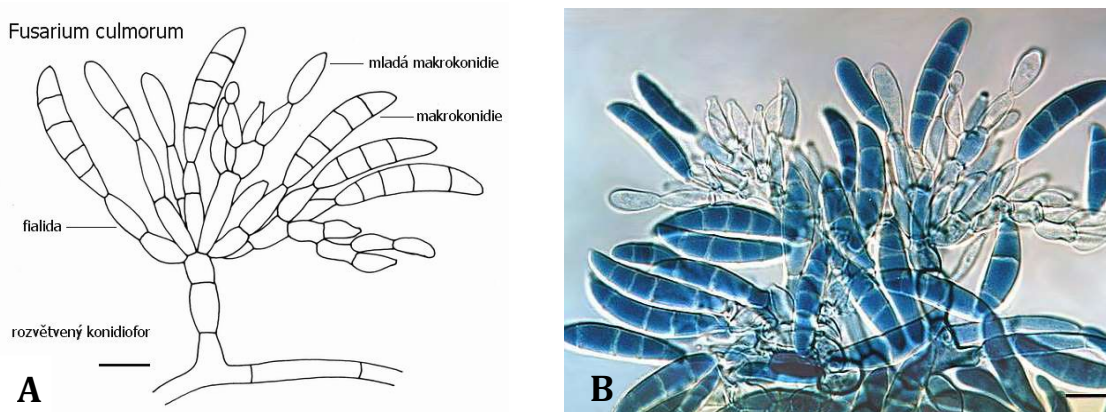 Fusarium culmorum
mladá makrokonidie
makrokonidie
fialida
rozvětvený konidiofor
A
B